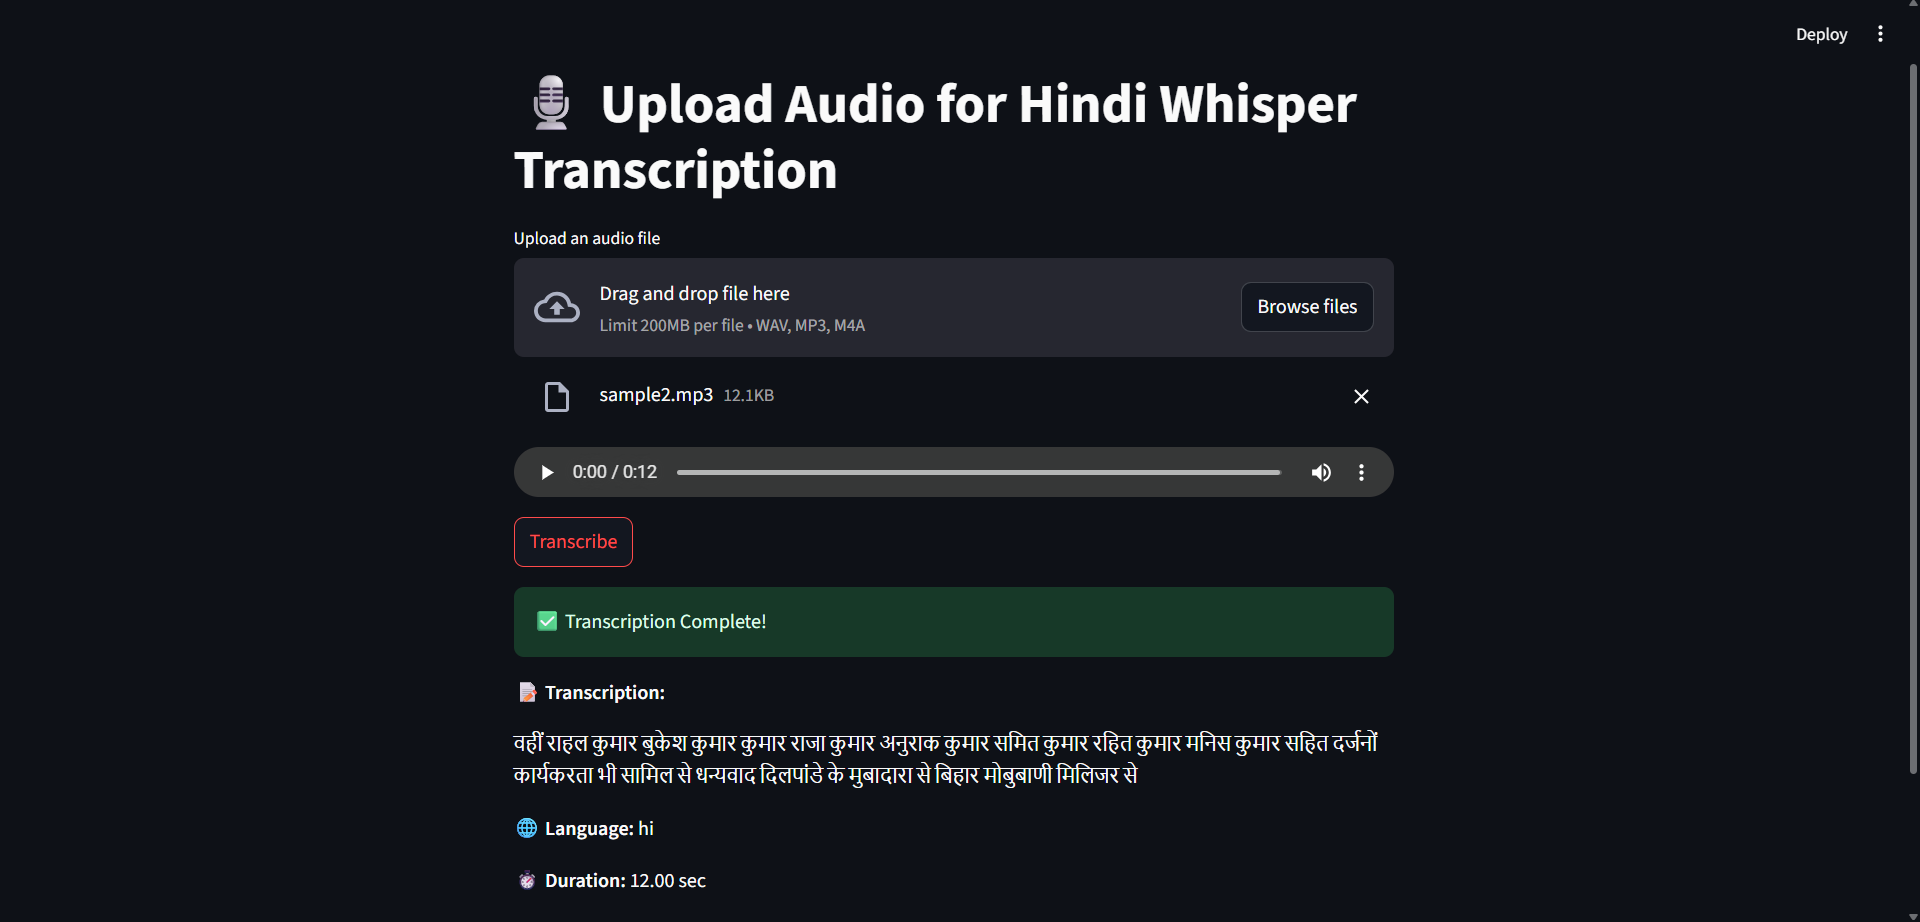 Deploy
Upload Audio for Hindi Whisper
Transcription
Upload an audio file
Drag and drop file here
Limit 200MB per file • WAV, MP3, M4A
Browse files
sample2.mp3 12.1KB
0:00 / 0:12
Transcribe
Transcription Complete!
Transcription:
वहीं राहल कुमार बुकेश कुमार कुमार राजा कुमार अनुराक कुमार समित कुमार रहित कुमार मनिस कुमार सहित दर्जनों
कार्यकरता भी सामिल से धन्यवाद दिलपांडे के मुबादारा से बिहार मोबुबाणी मिलिजर से
Language: hi
Duration: 12.00 sec